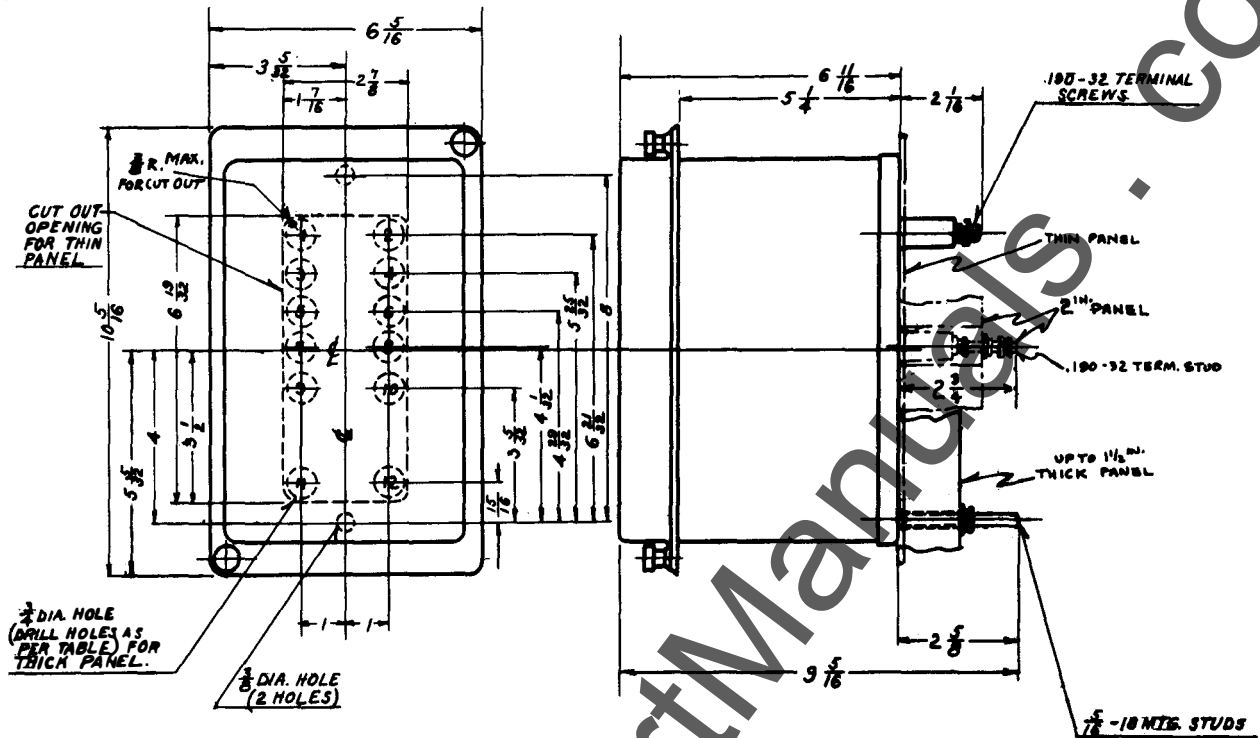 6 5/16
3 5/32
2 7/8
1 7/16
R. MAX.
FOR CUT OUT
CUT OUT
OPENING
FOR THIN
PANEL
10 5/16
6 19/32
5 5/32
4
3 1/2
2
10
12
℄
℄
8
6 21/32
5 25/32
4 29/32
4 1/32
3 5/32
15/16
1
1
3/4 DIA. HOLE
(DRILL HOLES AS
PER TABLE) FOR
THICK PANEL.
DIA. HOLE
(2 HOLES)
6 11/16
5 1/4
2 1/16
.190-32 TERMINAL
SCREWS
THIN PANEL
2 IN. PANEL
.190-32 TERM. STUD
2 3/4
UP TO 1 1/2 IN.
THICK PANEL
2 5/8
9 5/16
5/16 -18 MTG. STUDS
rtManuals.co